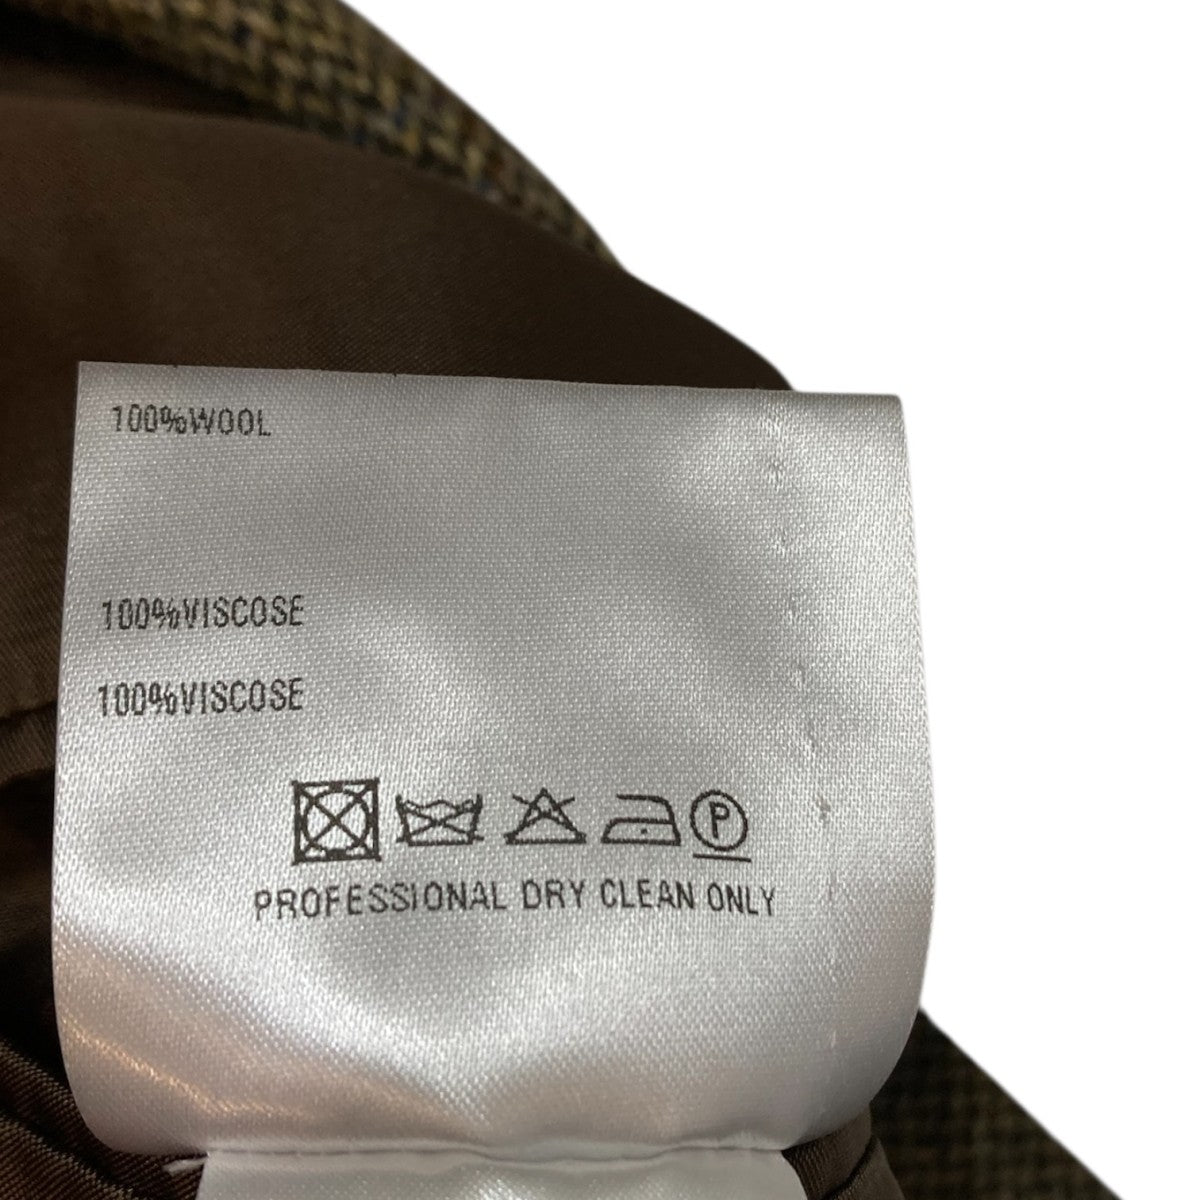 100%WOOL
100%VISCOSE
100%VISCOSE
P
PROFESSIONAL DRY CLEAN ONLY